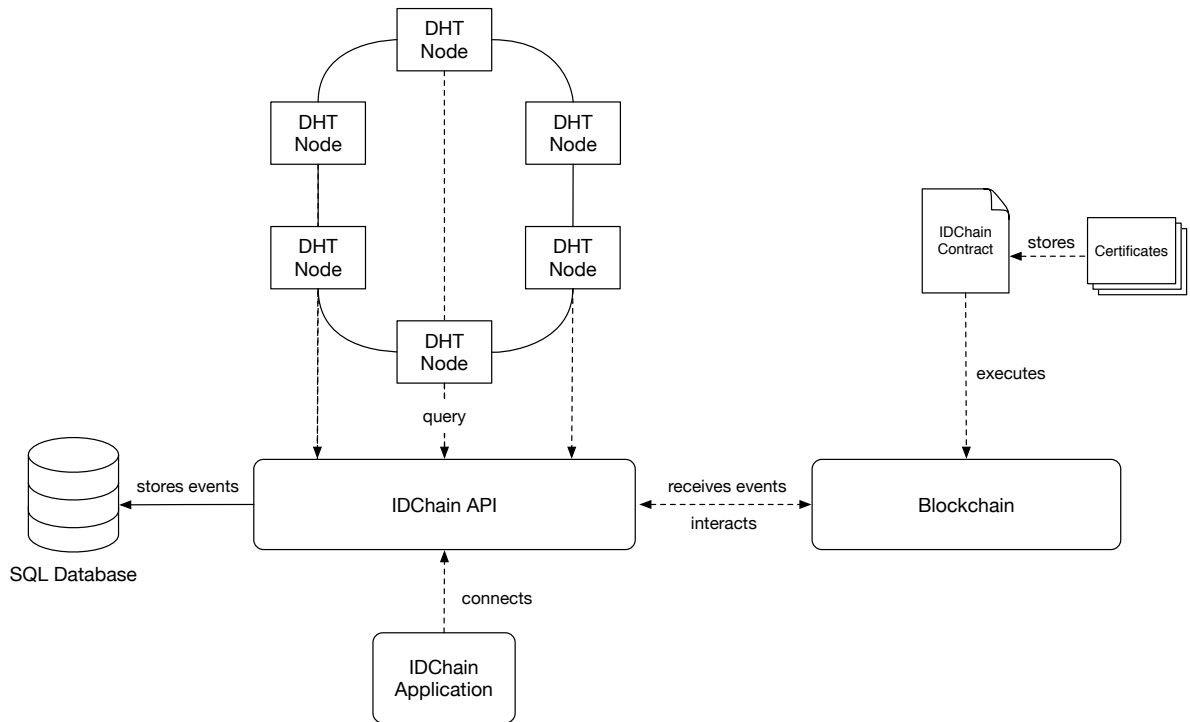 DHT
Node
DHT
Node
DHT
Node
DHT
Node
DHT
Node
DHT
Node
IDChain
Contract
stores
Certificates
executes
query
stores events
IDChain API
receives events
interacts
Blockchain
SQL Database
connects
IDChain
Application